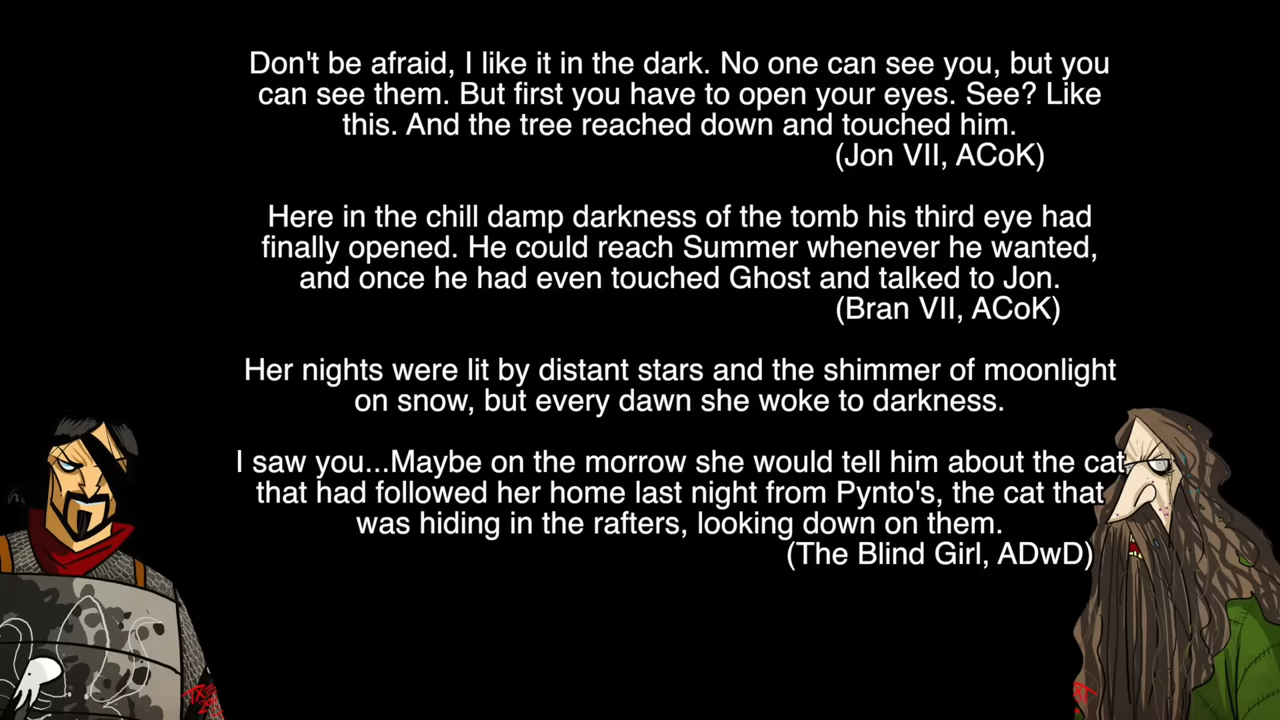 Don't be afraid, I like it in the dark. No one can see you, but you
can see them. But first you have to open your eyes. See? Like
this. And the tree reached down and touched him.
(Jon VII, ACoK)
Here in the chill damp darkness of the tomb his third eye had
finally opened. He could reach Summer whenever he wanted,
and once he had even touched Ghost and talked to Jon.
(Bran VII, ACoK)
Her nights were lit by distant stars and the shimmer of moonlight
on snow, but every dawn she woke to darkness.
I saw you...Maybe on the morrow she would tell him about the cat
that had followed her home last night from Pynto's, the cat that
was hiding in the rafters, looking down on them.
(The Blind Girl, ADwD)